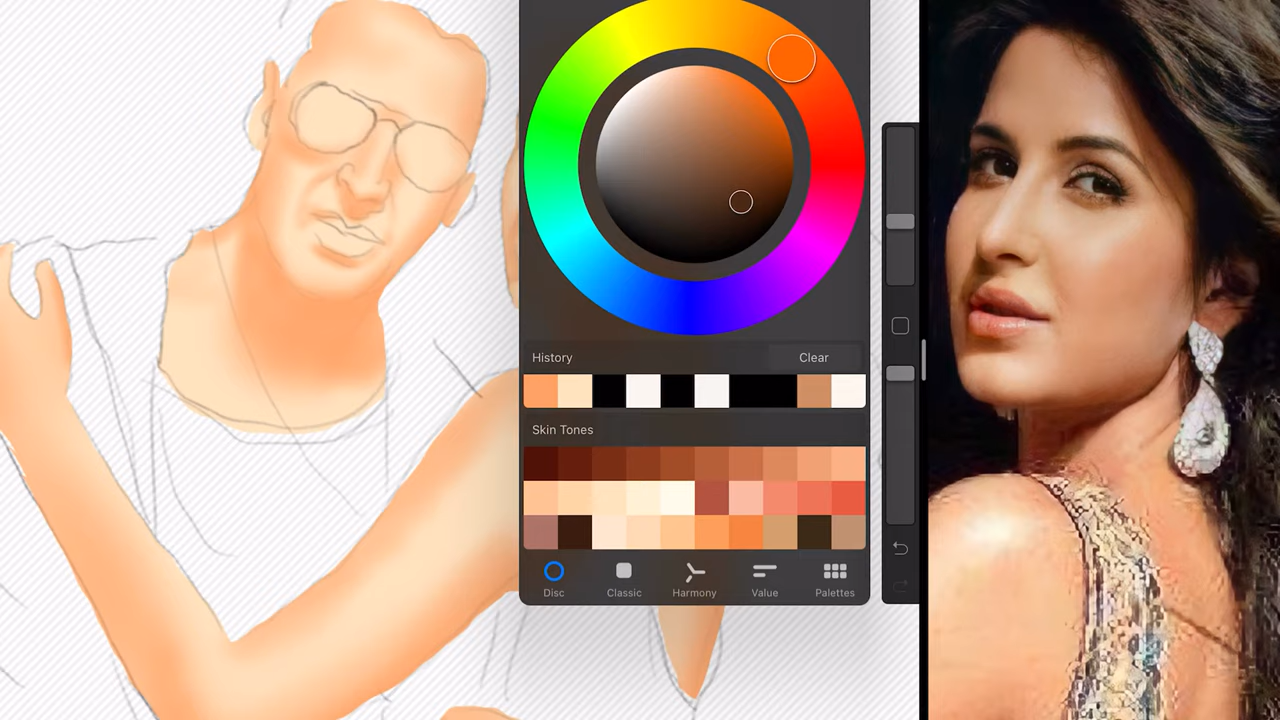 History
Clear
Skin Tones
Disc
Classic
Harmony
Value
Palettes